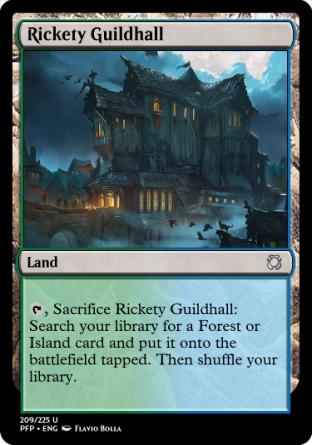 Rickety Guildhall
Land
, Sacrifice Rickety Guildhall:
Search your library for a Forest or
Island card and put it onto the
battlefield tapped. Then shuffle your
library.
209/225 U
PFP • ENG Flavio Bolla